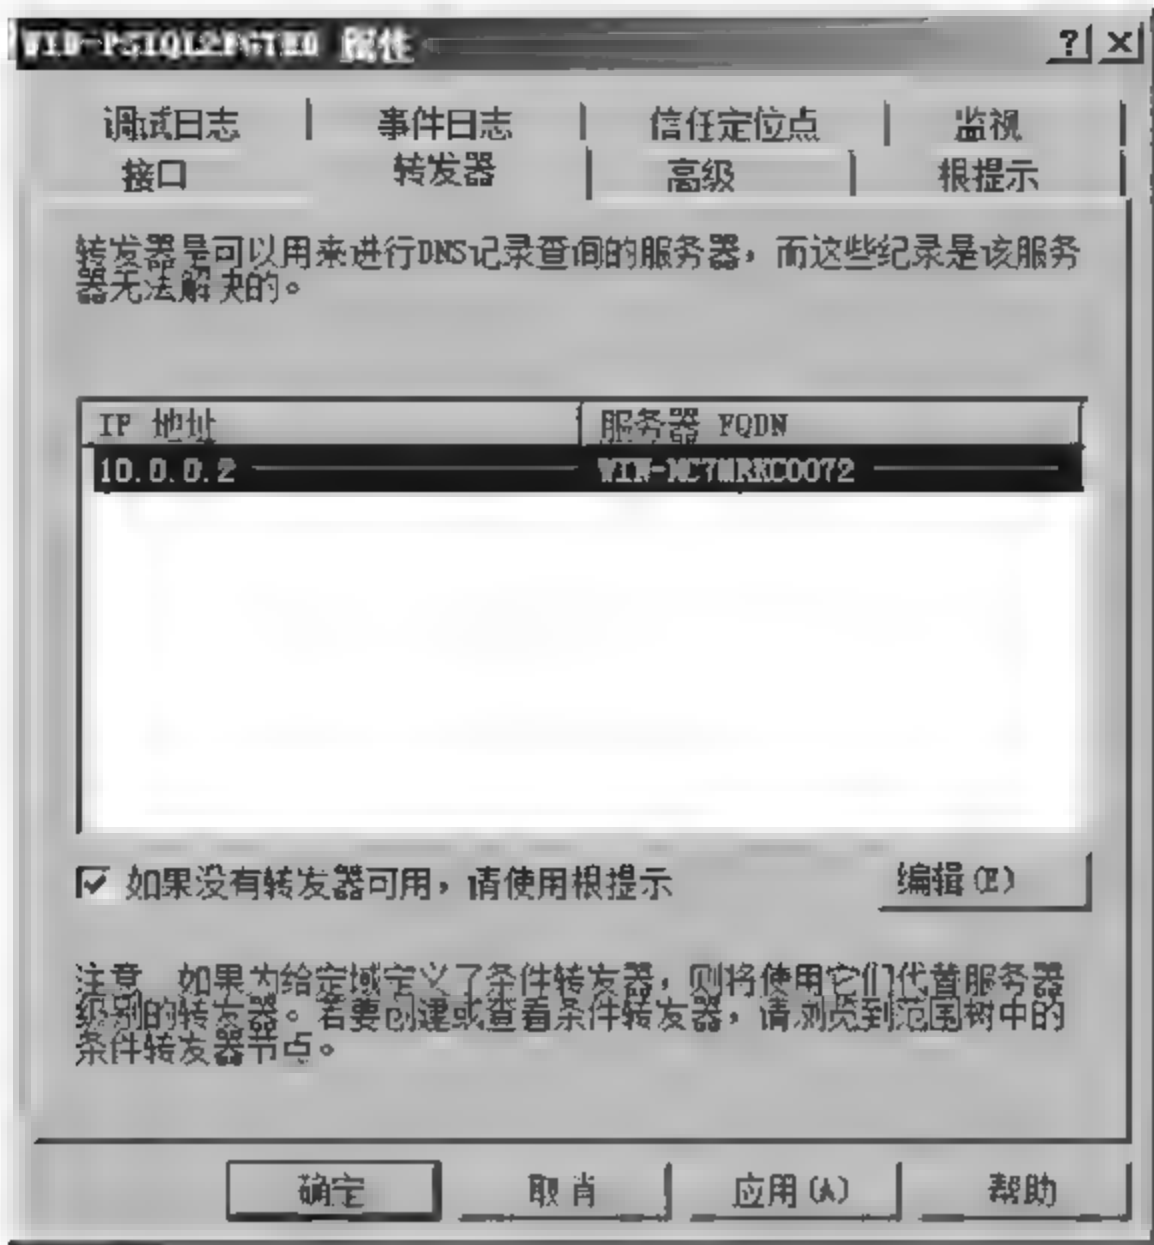 属性
调试日志 事件日志 信任定位点 监视
接口 转发器 高级 根提示
转发器是可以用来进行DNS记录查询的服务器，而这些纪录是该服务
器无法解决的。
IP 地址 服务器 FQDN
10.0.0.2
如果没有转发器可用，请使用根提示 编辑(E)
注意 如果为给定域定义了条件转发器，则将使用它们代替服务器
级别的转发器。若要创建或查看条件转发器，请浏览到范围树中的
条件转发器节点。
确定 取消 应用(A) 帮助